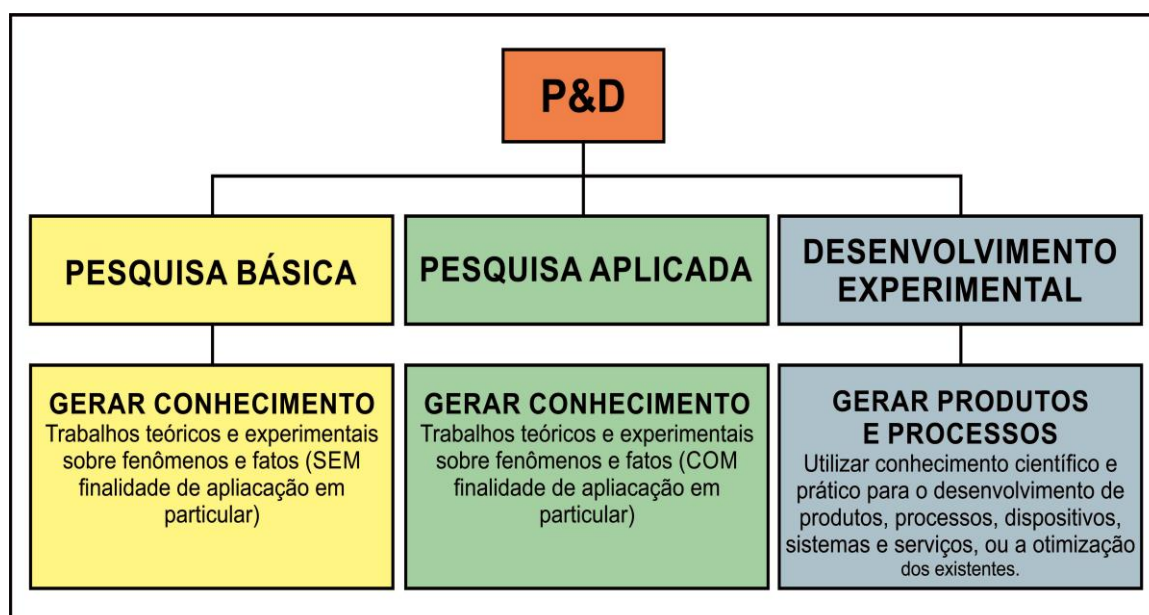 P&D
PESQUISA BÁSICA
PESQUISA APLICADA
DESENVOLVIMENTO
EXPERIMENTAL
GERAR CONHECIMENTO
Trabalhos teóricos e experimentais
sobre fenômenos e fatos (SEM
finalidade de apliacação em
particular)
GERAR CONHECIMENTO
Trabalhos teóricos e experimentais
sobre fenômenos e fatos (COM
finalidade de apliacação em
particular)
GERAR PRODUTOS
E PROCESSOS
Utilizar conhecimento científico e
prático para o desenvolvimento de
produtos, processos, dispositivos,
sistemas e serviços, ou a otimização
dos existentes.